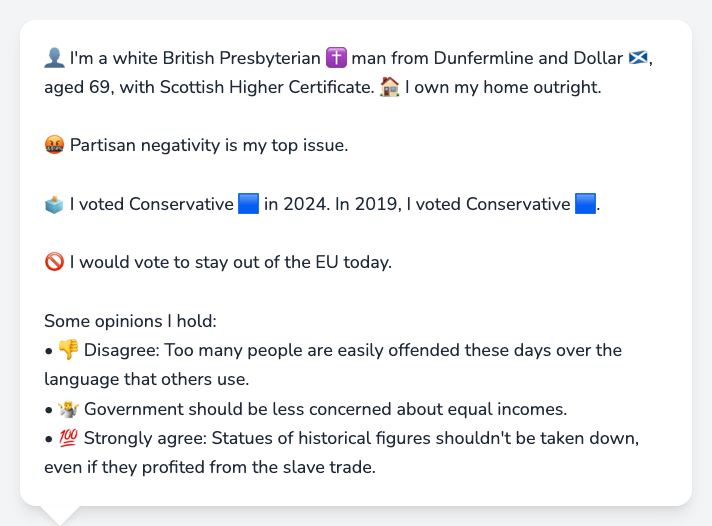 👤 I'm a white British Presbyterian ✝️ man from Dunfermline and Dollar 🏴󠁧󠁢󠁳󠁣󠁴󠁿,
aged 69, with Scottish Higher Certificate. 🏠 I own my home outright.
🤬 Partisan negativity is my top issue.
🗳️ I voted Conservative 🟦 in 2024. In 2019, I voted Conservative 🟦.
🚫 I would vote to stay out of the EU today.
Some opinions I hold:
• 👎 Disagree: Too many people are easily offended these days over the
language that others use.
• 🤷 Government should be less concerned about equal incomes.
• 💯 Strongly agree: Statues of historical figures shouldn't be taken down,
even if they profited from the slave trade.